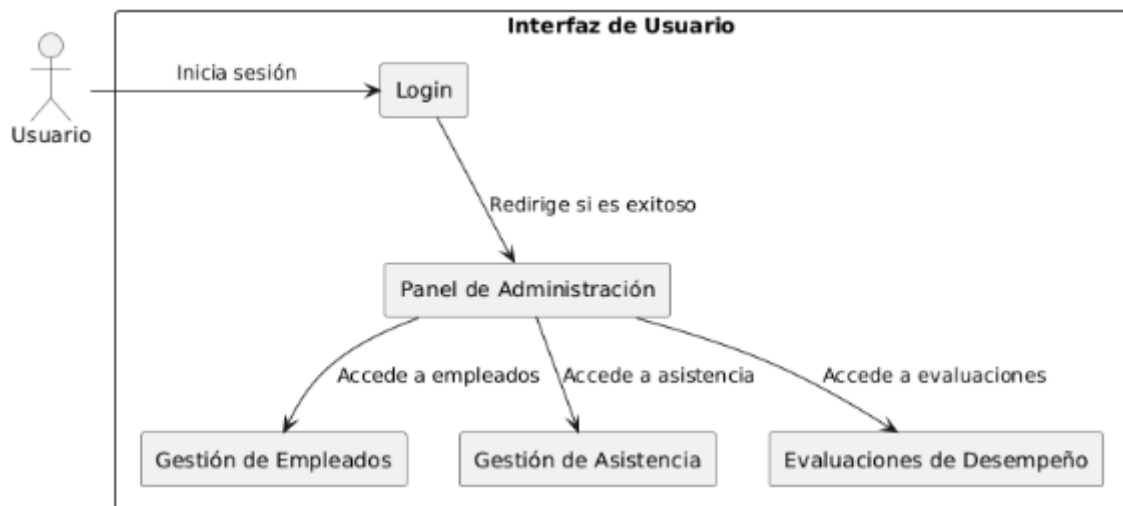 Interfaz de Usuario
Inicia sesión
Login
Usuario
Redirige si es exitoso
Panel de Administración
Accede a empleados
Accede a asistencia
Accede a evaluaciones
Gestión de Empleados
Gestión de Asistencia
Evaluaciones de Desempeño